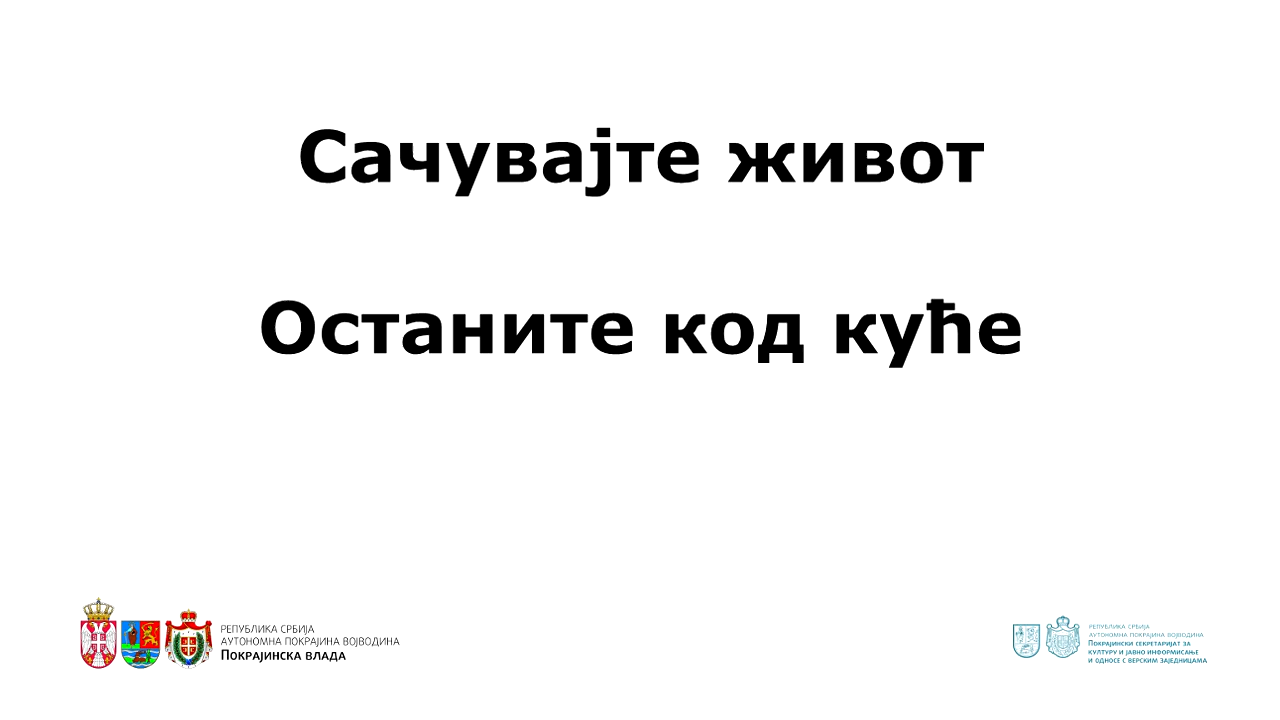 Сачувајте живот
Останите код куће
РЕПУБЛИКА СРБИЈА
АУТОНОМНА ПОКРАЈИНА ВОЈВОДИНА
ПОКРАЈИНСКА ВЛАДА
РЕПУБЛИКА СРБИЈА
АУТОНОМНА ПОКРАЈИНА ВОЈВОДИНА
ПОКРАЈИНСКИ СЕКРЕТАРИЈАТ ЗА
КУЛТУРУ И ЈАВНО ИНФОРМИСАЊЕ
И ОДНОСЕ С ВЕРСКИМ ЗАЈЕДНИЦАМА